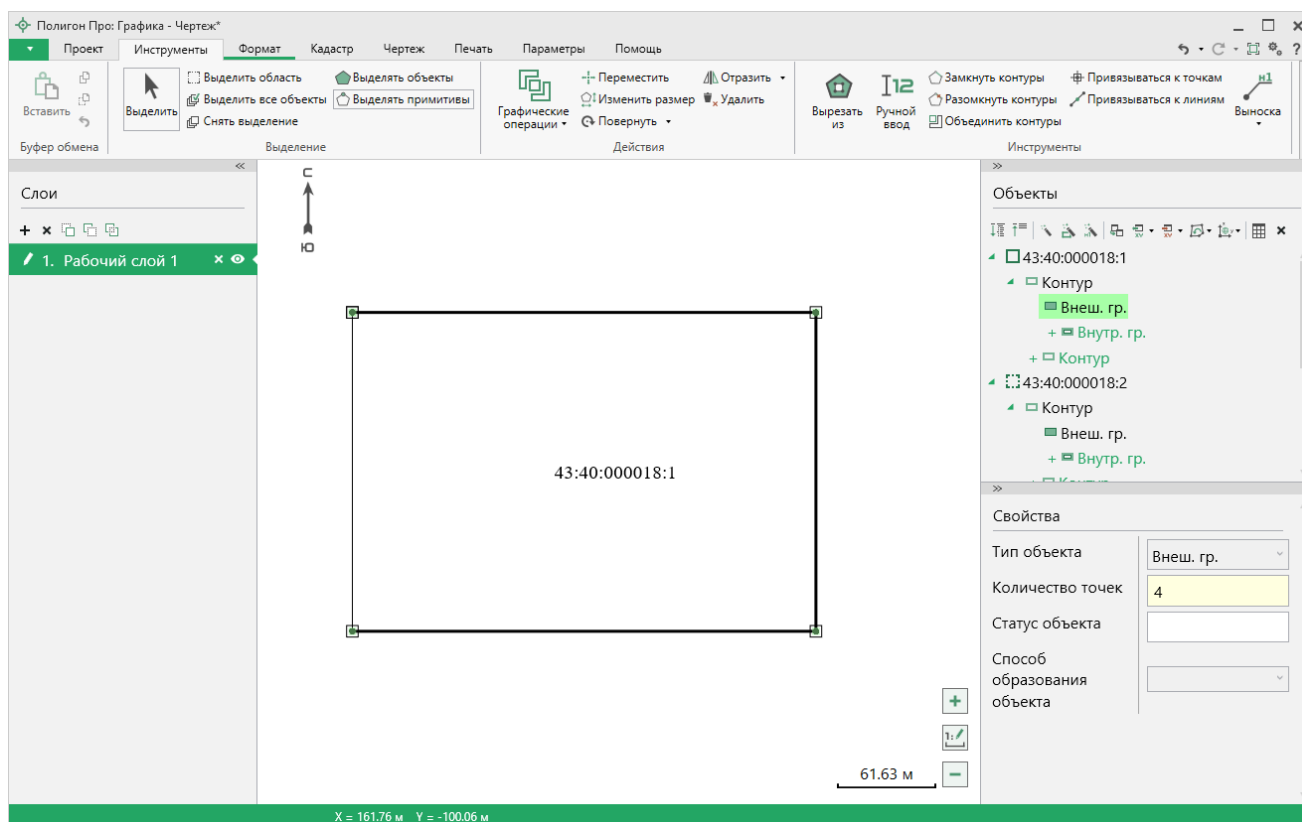 Полигон Про: Графика - Чертеж*
Проект Инструменты Формат Кадастр Чертеж Печать Параметры Помощь
?
Вставить
Буфер обмена
Выделить
Выделить область
Выделить все объекты
Снять выделение
Выделять объекты
Выделять примитивы
Выделение
Графические операции
Переместить
Изменить размер
Повернуть
Отразить
Удалить
Действия
Вырезать из
12
Ручной ввод
Замкнуть контуры
Разомкнуть контуры
Объединить контуры
Привязываться к точкам
Привязываться к линиям
н1
Выноска
Инструменты
Слои
1. Рабочий слой 1
С
Ю
43:40:000018:1
61.63 м
1:
Объекты
43:40:000018:1
Контур
Внеш. гр.
+ Внутр. гр.
+ Контур
43:40:000018:2
Контур
Внеш. гр.
+ Внутр. гр.
Свойства
Тип объекта Внеш. гр.
Количество точек 4
Статус объекта
Способ
образования
объекта
X = 161.76 м Y = -100.06 м